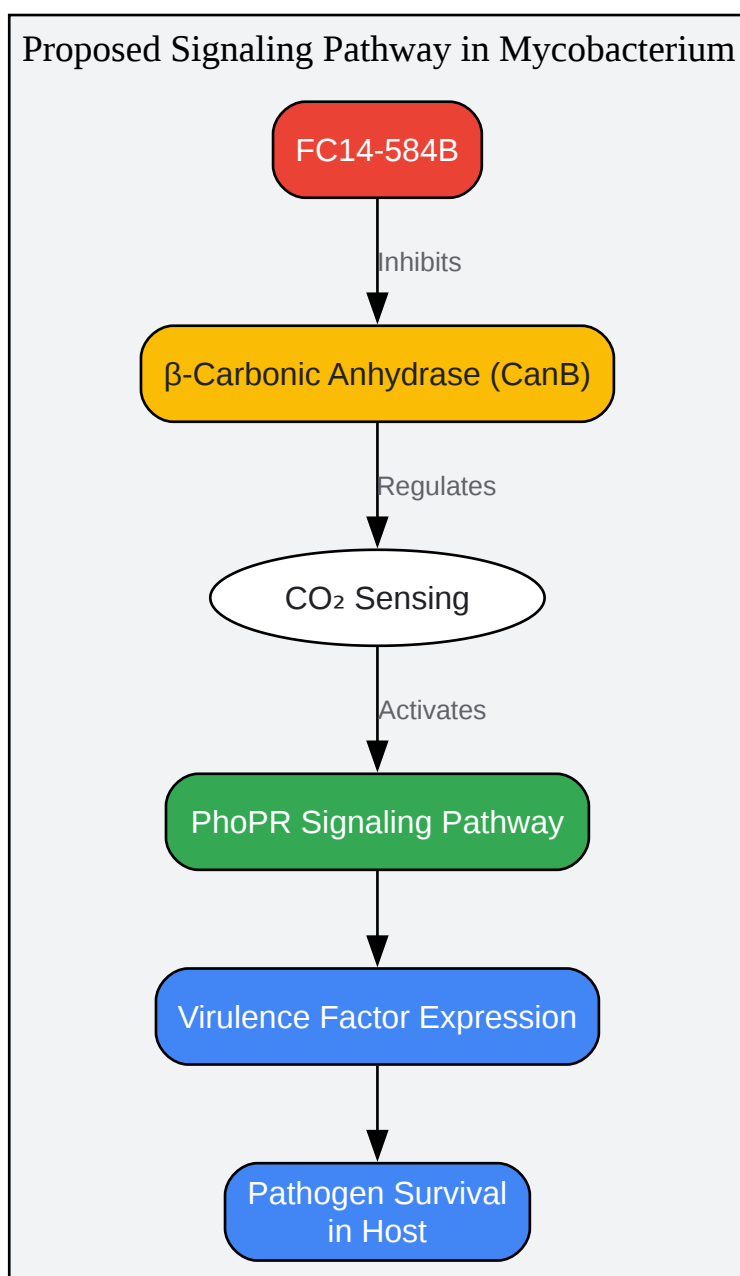 Proposed Signaling Pathway in Mycobacterium
FC14-584B
Inhibits
β-Carbonic Anhydrase (CanB)
Regulates
CO₂ Sensing
Activates
PhoPR Signaling Pathway
Virulence Factor Expression
Pathogen Survival
in Host